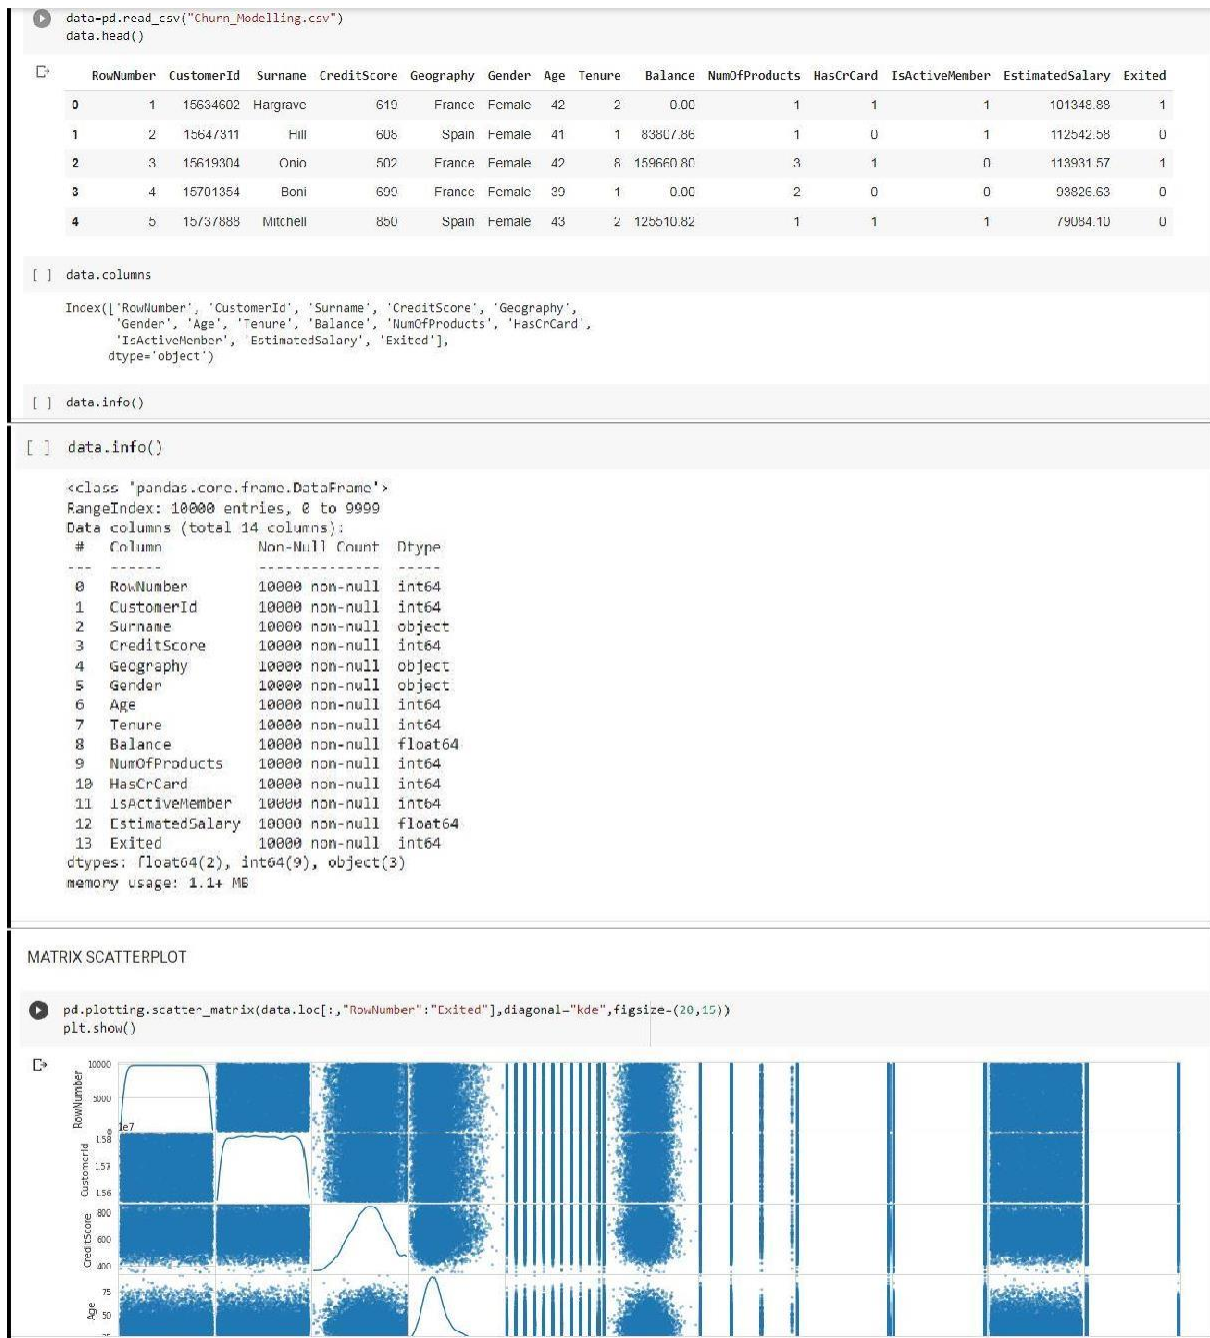 data=pd.read_csv("Churn_Modelling.csv")
data.head()
RowNumber CustomerId Surname CreditScore Geography Gender Age Tenure Balance NumOfProducts HasCrCard IsActiveMember EstimatedSalary Exited
0 1 15634602 Hargrave 619 France Female 42 2 0.00 1 1 1 101348.88 1
1 2 15647311 Hill 608 Spain Female 41 1 83807.86 1 0 1 112542.58 0
2 3 15619304 Onio 502 France Female 42 8 159660.80 3 1 0 113931.57 1
3 4 15701354 Boni 699 France Female 39 1 0.00 2 0 0 93826.63 0
4 5 15737888 Mitchell 850 Spain Female 43 2 125510.82 1 1 1 79084.10 0
[ ] data.columns
Index(['RowNumber', 'CustomerId', 'Surname', 'CreditScore', 'Geography',
'Gender', 'Age', 'Tenure', 'Balance', 'NumOfProducts', 'HasCrCard',
'IsActiveMember', 'EstimatedSalary', 'Exited'],
dtype='object')
[ ] data.info()
[ ] data.info()
<class 'pandas.core.frame.DataFrame'>
RangeIndex: 10000 entries, 0 to 9999
Data columns (total 14 columns):
# Column Non-Null Count Dtype
--- ------ -------------- -----
0 RowNumber 10000 non-null int64
1 CustomerId 10000 non-null int64
2 Surname 10000 non-null object
3 CreditScore 10000 non-null int64
4 Geography 10000 non-null object
5 Gender 10000 non-null object
6 Age 10000 non-null int64
7 Tenure 10000 non-null int64
8 Balance 10000 non-null float64
9 NumOfProducts 10000 non-null int64
10 HasCrCard 10000 non-null int64
11 IsActiveMember 10000 non-null int64
12 EstimatedSalary 10000 non-null float64
13 Exited 10000 non-null int64
dtypes: float64(2), int64(9), object(3)
memory usage: 1.1+ MB
MATRIX SCATTERPLOT
pd.plotting.scatter_matrix(data.loc[:,"RowNumber":"Exited"],diagonal="kde",figsize=(20,15))
plt.show()
RowNumber
10000
5000
0
1e7
CustomerId
1.58
1.57
1.56
CreditScore
800
600
400
Age
75
50